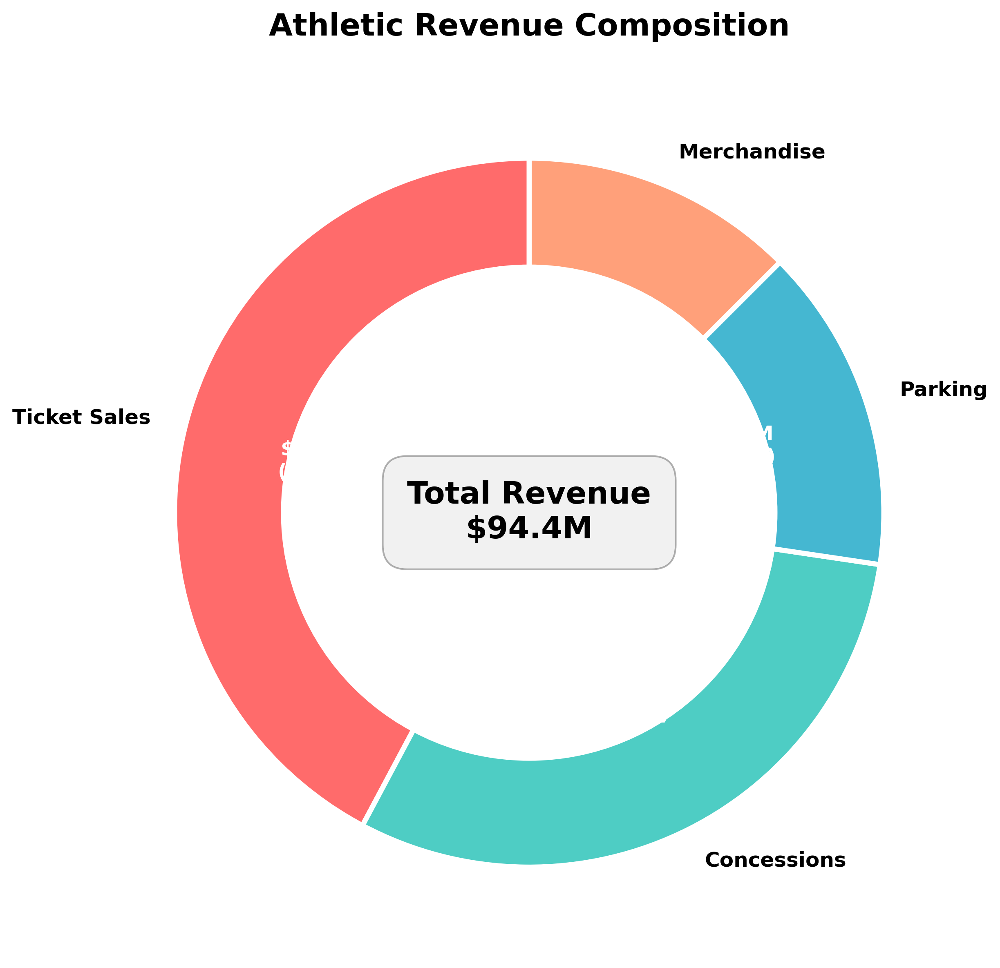 Athletic Revenue Composition
Merchandise
Parking
Ticket Sales
M
$
(
)
Total Revenue
$94.4M
Concessions